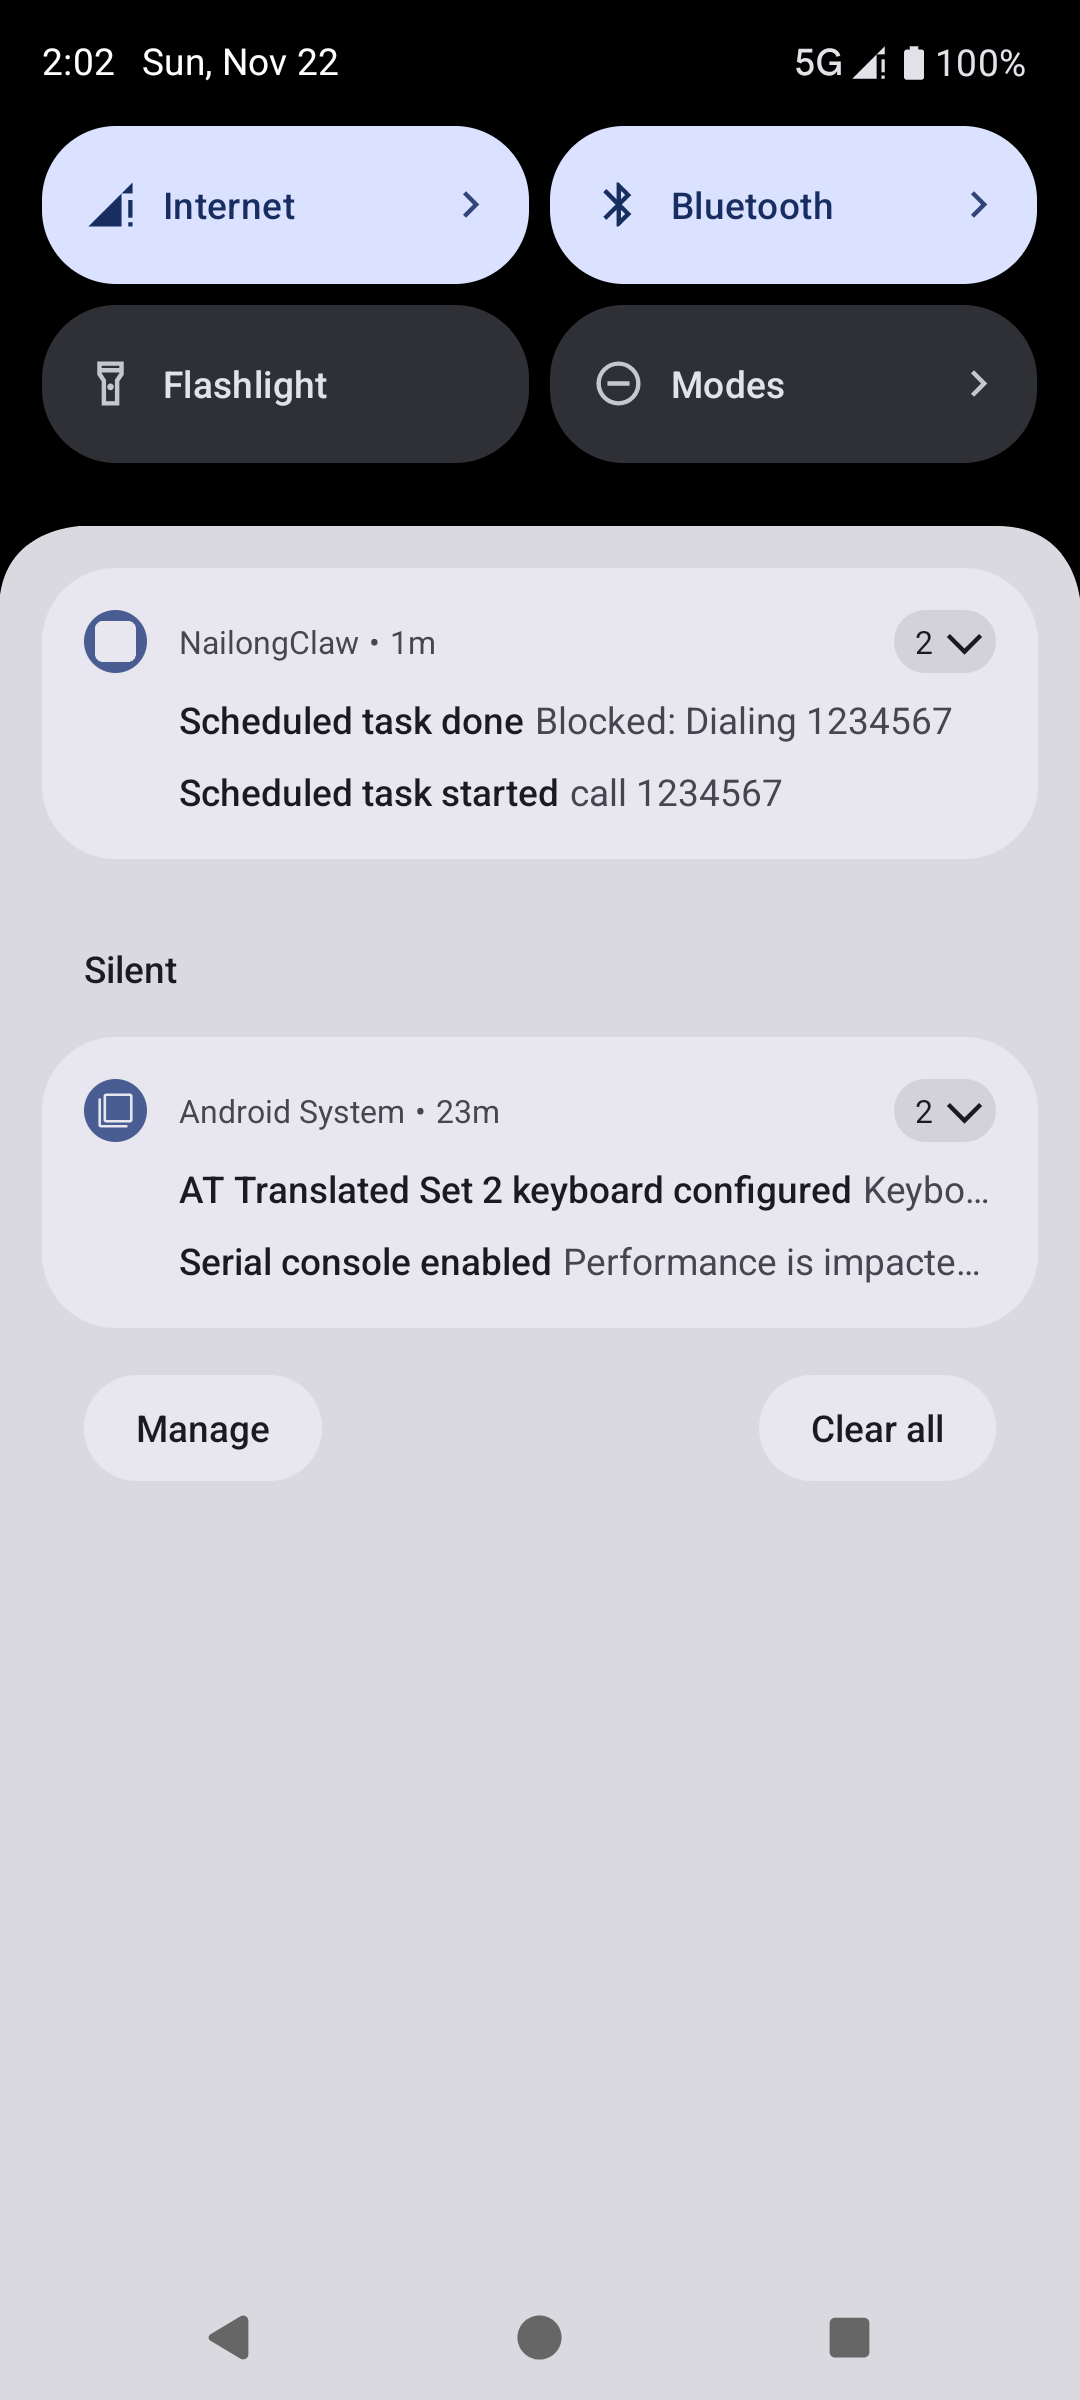 2:02 Sun, Nov 22 5G 100%
Internet Bluetooth
Flashlight Modes
NailongClaw • 1m 2
Scheduled task done Blocked: Dialing 1234567
Scheduled task started call 1234567
Silent
Android System • 23m 2
AT Translated Set 2 keyboard configured Keybo…
Serial console enabled Performance is impacte…
Manage Clear all